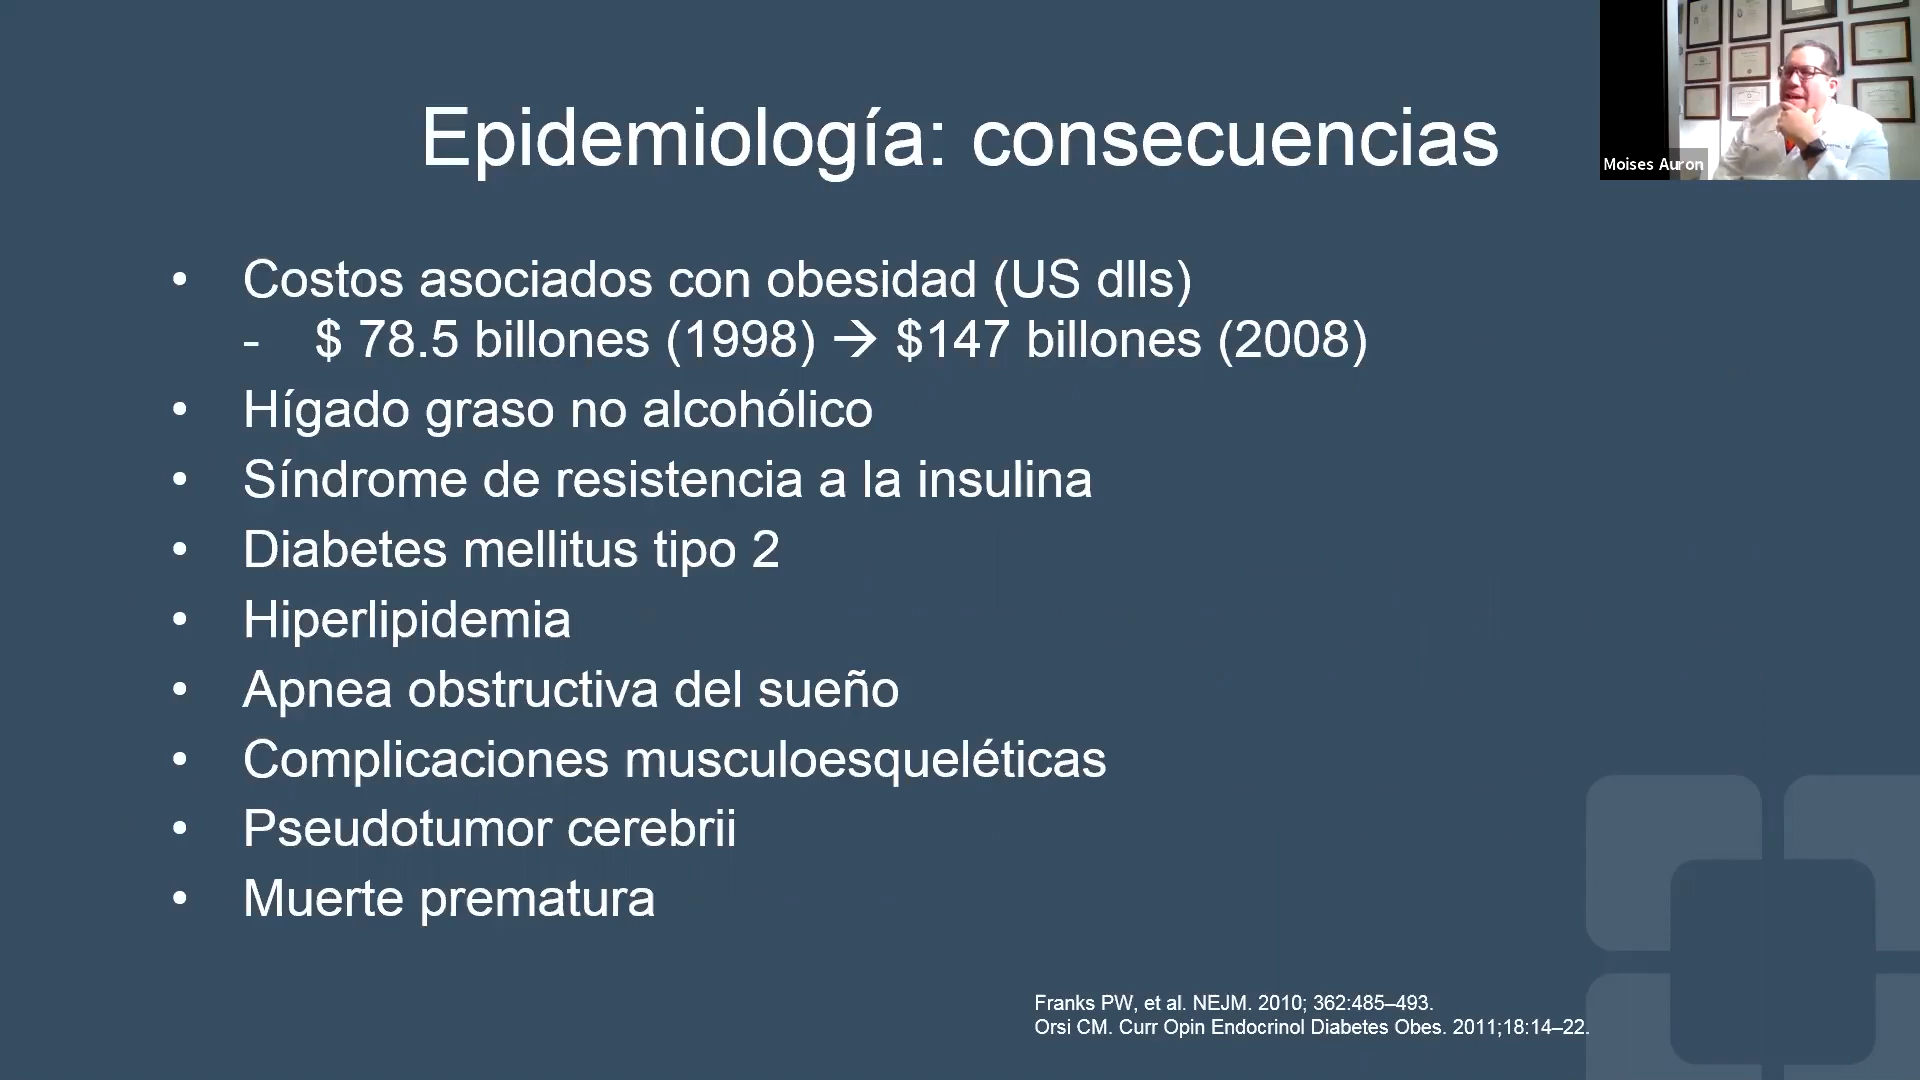 Epidemiología: consecuencias
Moises Auron
• Costos asociados con obesidad (US dlls)
- $ 78.5 billones (1998) → $147 billones (2008)
• Hígado graso no alcohólico
• Síndrome de resistencia a la insulina
• Diabetes mellitus tipo 2
• Hiperlipidemia
• Apnea obstructiva del sueño
• Complicaciones musculoesqueléticas
• Pseudotumor cerebrii
• Muerte prematura
Franks PW, et al. NEJM. 2010; 362:485–493.
Orsi CM. Curr Opin Endocrinol Diabetes Obes. 2011;18:14–22.